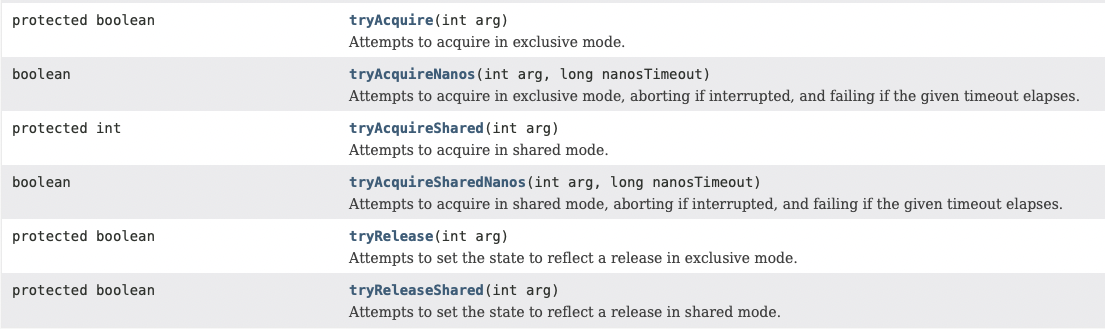 protected boolean tryAcquire(int arg)
Attempts to acquire in exclusive mode.
boolean tryAcquireNanos(int arg, long nanosTimeout)
Attempts to acquire in exclusive mode, aborting if interrupted, and failing if the given timeout elapses.
protected int tryAcquireShared(int arg)
Attempts to acquire in shared mode.
boolean tryAcquireSharedNanos(int arg, long nanosTimeout)
Attempts to acquire in shared mode, aborting if interrupted, and failing if the given timeout elapses.
protected boolean tryRelease(int arg)
Attempts to set the state to reflect a release in exclusive mode.
protected boolean tryReleaseShared(int arg)
Attempts to set the state to reflect a release in shared mode.